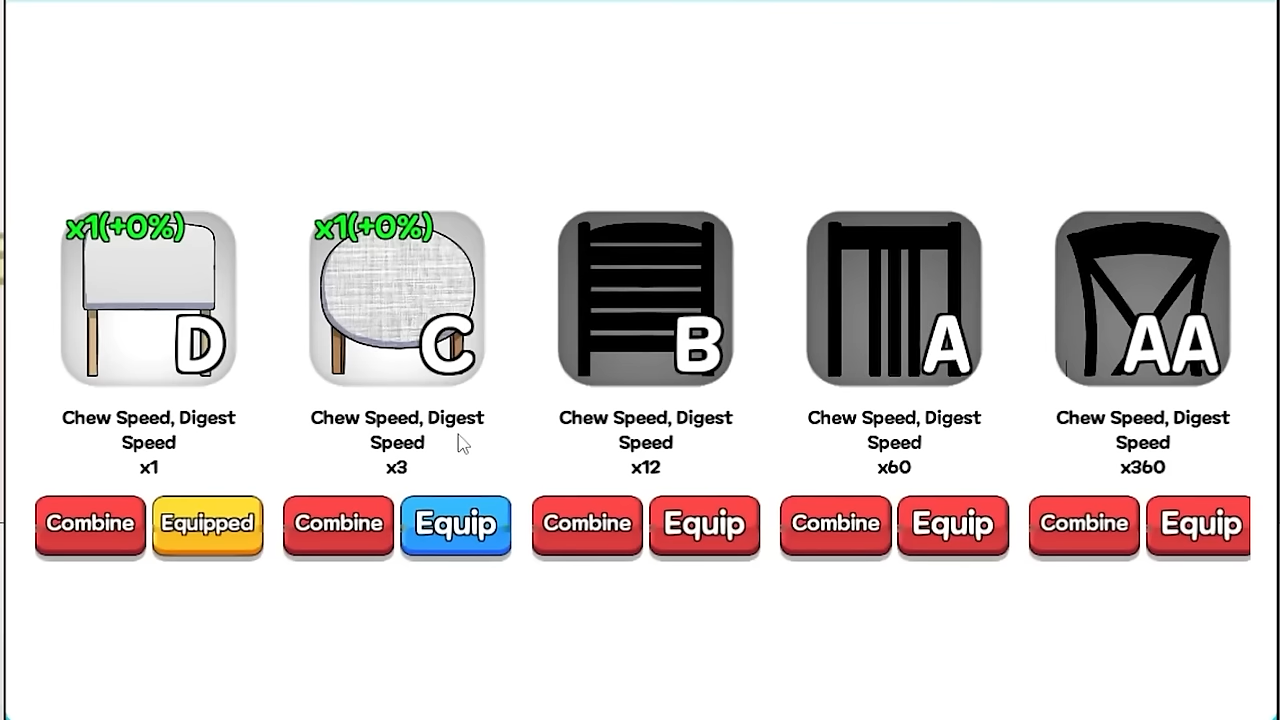 x1(+0%) x1(+0%)
D C B A AA
Chew Speed, Digest Chew Speed, Digest Chew Speed, Digest Chew Speed, Digest Chew Speed, Digest
Speed Speed Speed Speed Speed
x1 x3 x12 x60 x360
Combine Equipped Combine Equip Combine Equip Combine Equip Combine Equip